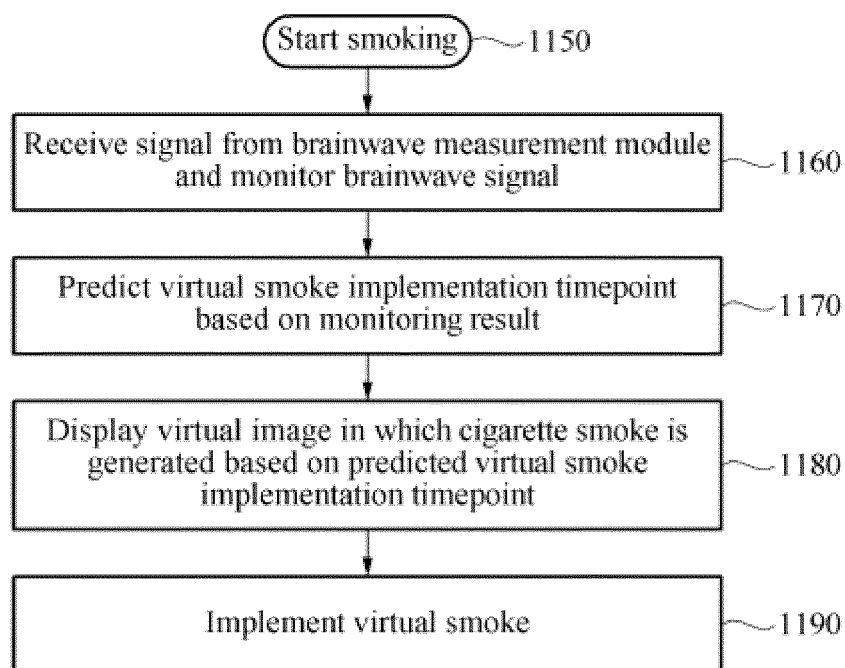 Start smoking
1150
Receive signal from brainwave measurement module
and monitor brainwave signal
1160
Predict virtual smoke implementation timepoint
based on monitoring result
1170
Display virtual image in which cigarette smoke is
generated based on predicted virtual smoke
implementation timepoint
1180
Implement virtual smoke
1190